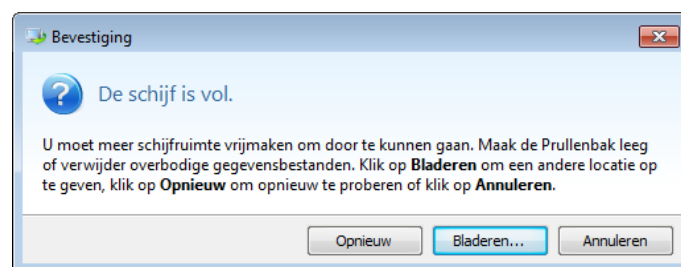 Bevestiging
De schijf is vol.
U moet meer schijfruimte vrijmaken om door te kunnen gaan. Maak de Prullenbak leeg
of verwijder overbodige gegevensbestanden. Klik op Bladeren om een andere locatie op
te geven, klik op Opnieuw om opnieuw te proberen of klik op Annuleren.
Opnieuw Bladeren... Annuleren